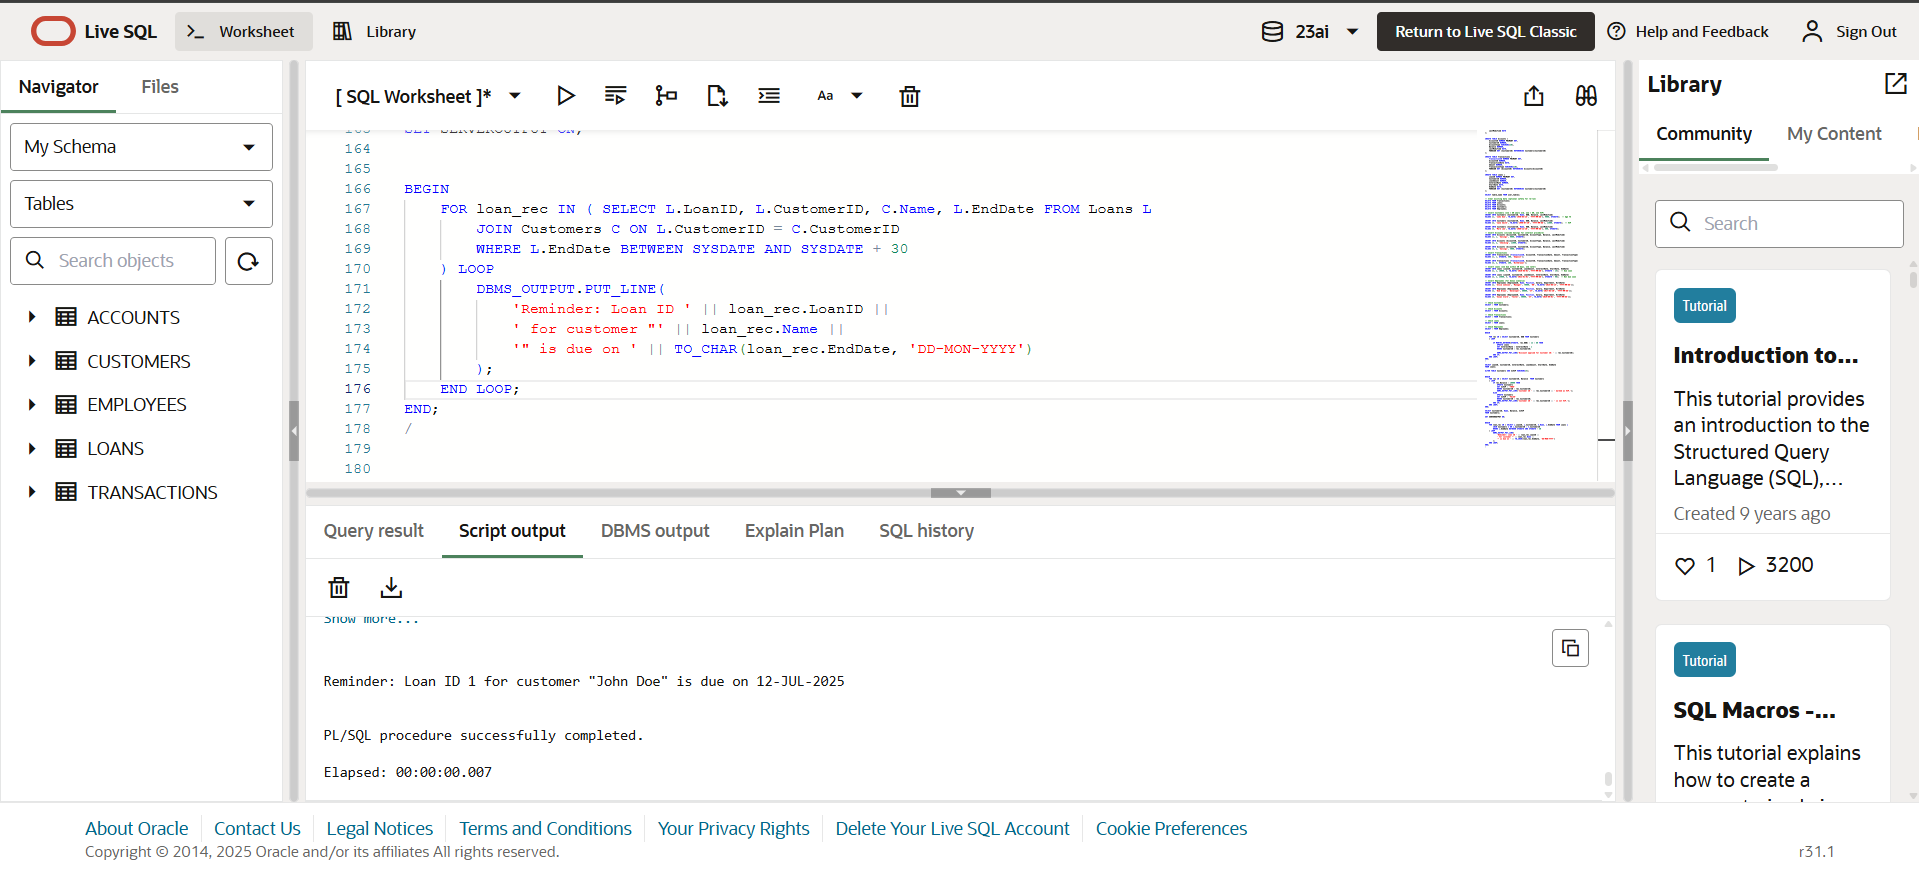 Live SQL
Worksheet
Library
23ai
Return to Live SQL Classic
Help and Feedback
Sign Out
Navigator
Files
My Schema
Tables
Search objects
ACCOUNTS
CUSTOMERS
EMPLOYEES
LOANS
TRANSACTIONS
[ SQL Worksheet ]*
Aa
163 SET SERVEROUTPUT ON;
164
165
166 BEGIN
167 FOR loan_rec IN ( SELECT L.LoanID, L.CustomerID, C.Name, L.EndDate FROM Loans L
168 JOIN Customers C ON L.CustomerID = C.CustomerID
169 WHERE L.EndDate BETWEEN SYSDATE AND SYSDATE + 30
170 ) LOOP
171 DBMS_OUTPUT.PUT_LINE(
172 'Reminder: Loan ID ' || loan_rec.LoanID ||
173 ' for customer "' || loan_rec.Name ||
174 '" is due on ' || TO_CHAR(loan_rec.EndDate, 'DD-MON-YYYY')
175 );
176 END LOOP;
177 END;
178 /
179
180
Query result
Script output
DBMS output
Explain Plan
SQL history
Show more...
Reminder: Loan ID 1 for customer "John Doe" is due on 12-JUL-2025
PL/SQL procedure successfully completed.
Elapsed: 00:00:00.007
Library
Community
My Content
Search
Tutorial
Introduction to...
This tutorial provides
an introduction to the
Structured Query
Language (SQL),...
Created 9 years ago
1
3200
Tutorial
SQL Macros -...
This tutorial explains
how to create a
About Oracle
Contact Us
Legal Notices
Terms and Conditions
Your Privacy Rights
Delete Your Live SQL Account
Cookie Preferences
Copyright © 2014, 2025 Oracle and/or its affiliates All rights reserved.
r31.1